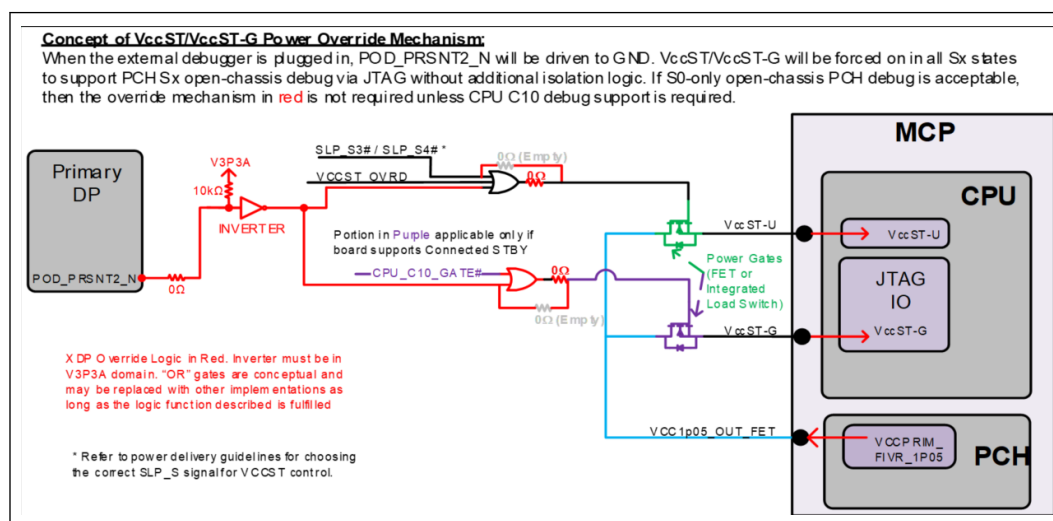 Concept of VccST/VccST-G Power Override Mechanism:
When the external debugger is plugged in, POD_PRSNT2_N will be driven to GND. VccST/VccST-G will be forced on in all Sx states
to support PCH Sx open-chassis debug via JTAG without additional isolation logic. If S0-only open-chassis PCH debug is acceptable,
then the override mechanism in red is not required unless CPU C10 debug support is required.
MCP
SLP_S3# / SLP_S4# *
0Ω (Empty)
Primary
DP
V3P3A
VCCST_OVRD
0Ω
10kΩ
CPU
INVERTER
Portion in Purple applicable only if
board supports Connected STBY
VccST-U
VccST-U
Power Gates
(FET or
Integrated
Load Switch)
CPU_C10_GATE#
0Ω
POD_PRSNT2_N
0Ω
0Ω (Empty)
JTAG
IO
VccST-G
VccST-G
XDP Override Logic in Red. Inverter must be in
V3P3A domain. "OR" gates are conceptual and
may be replaced with other implementations as
long as the logic function described is fulfilled
VCC1p05_OUT_FET
VCCPRIM_
FIVR_1P05
PCH
* Refer to power delivery guidelines for choosing
the correct SLP_S signal for VCCST control.